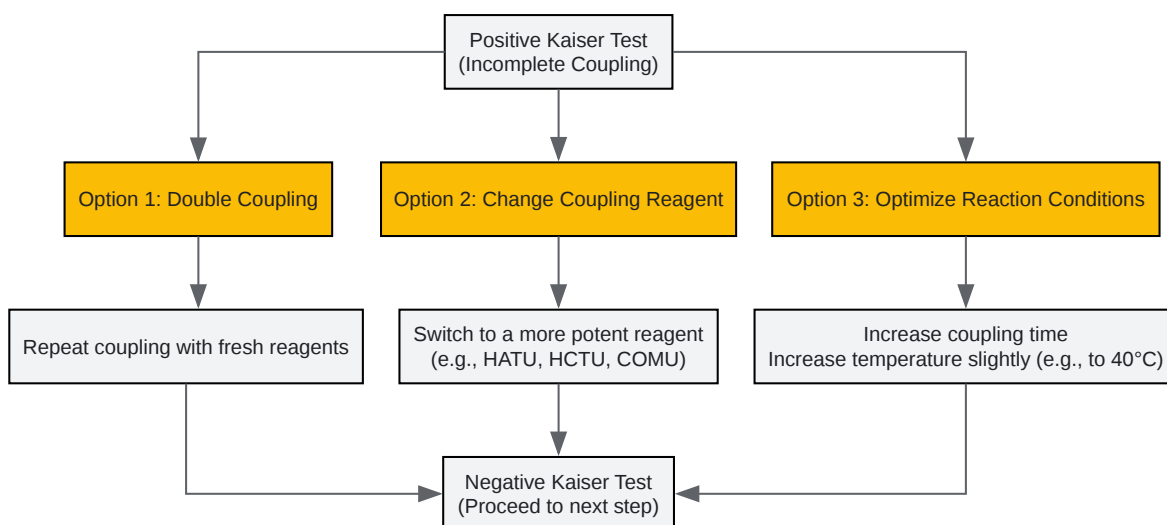 Positive Kaiser Test
(Incomplete Coupling)
Option 1: Double Coupling
Option 2: Change Coupling Reagent
Option 3: Optimize Reaction Conditions
Repeat coupling with fresh reagents
Switch to a more potent reagent
(e.g., HATU, HCTU, COMU)
Increase coupling time
Increase temperature slightly (e.g., to 40°C)
Negative Kaiser Test
(Proceed to next step)